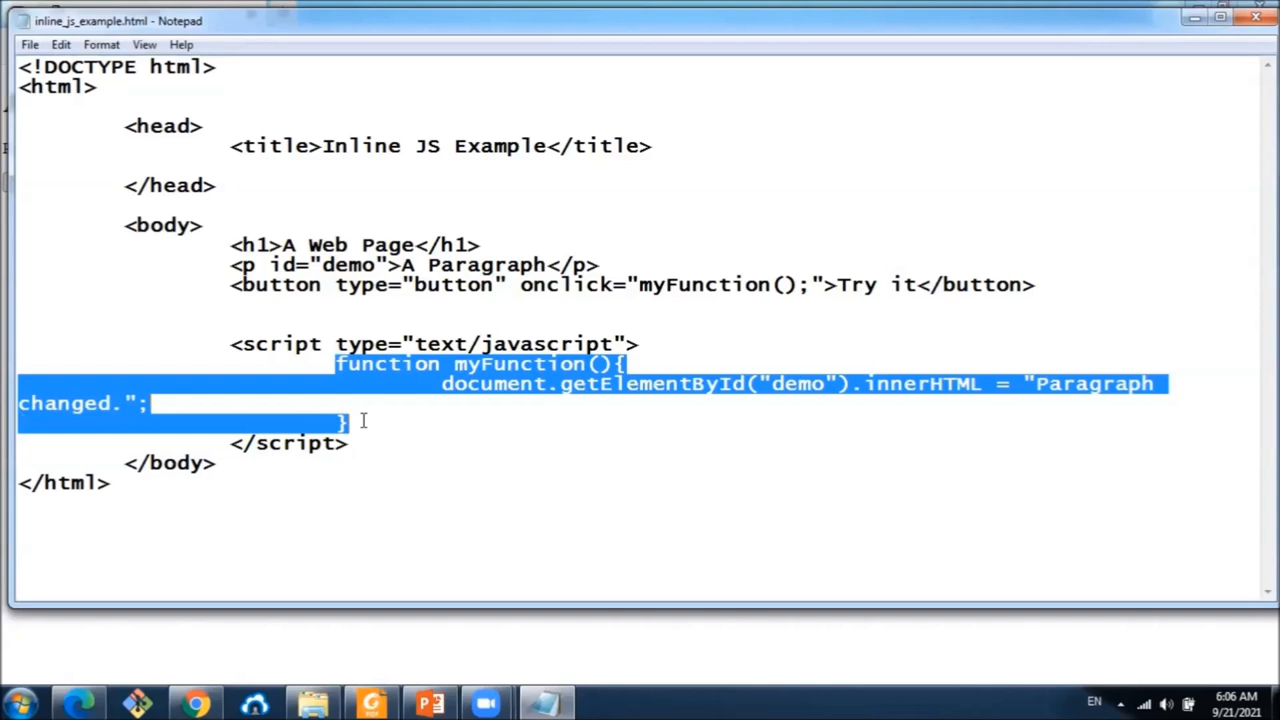 inline_js_example.html - Notepad
File Edit Format View Help
<!DOCTYPE html>
<html>
<head>
<title>Inline JS Example</title>
</head>
<body>
<h1>A Web Page</h1>
<p id="demo">A Paragraph</p>
<button type="button" onclick="myFunction();">Try it</button>
<script type="text/javascript">
function myFunction(){
document.getElementById("demo").innerHTML = "Paragraph
changed.";
}
</script>
</body>
</html>
EN
6:06 AM
9/21/2021